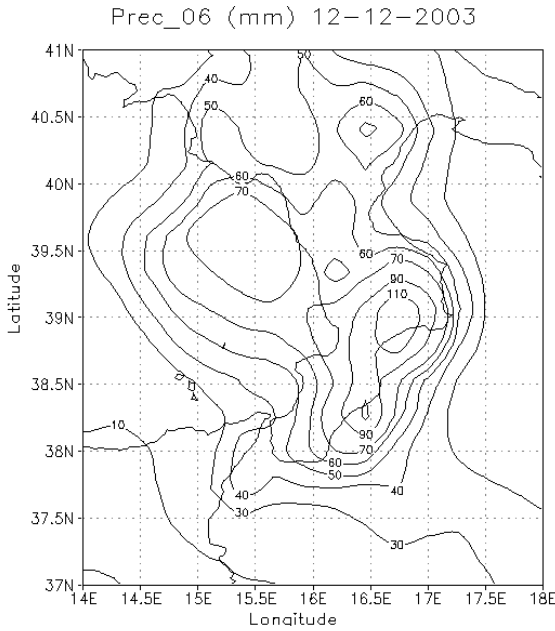 Prec_06 (mm) 12-12-2003
41N
40.5N
40N
39.5N
39N
38.5N
38N
37.5N
37N
Latitude
50
40
50
60
60
70
60
70
90
110
10
90
70
60
50
40
40
30
30
14E 14.5E 15E 15.5E 16E 16.5E 17E 17.5E 18E
Longitude